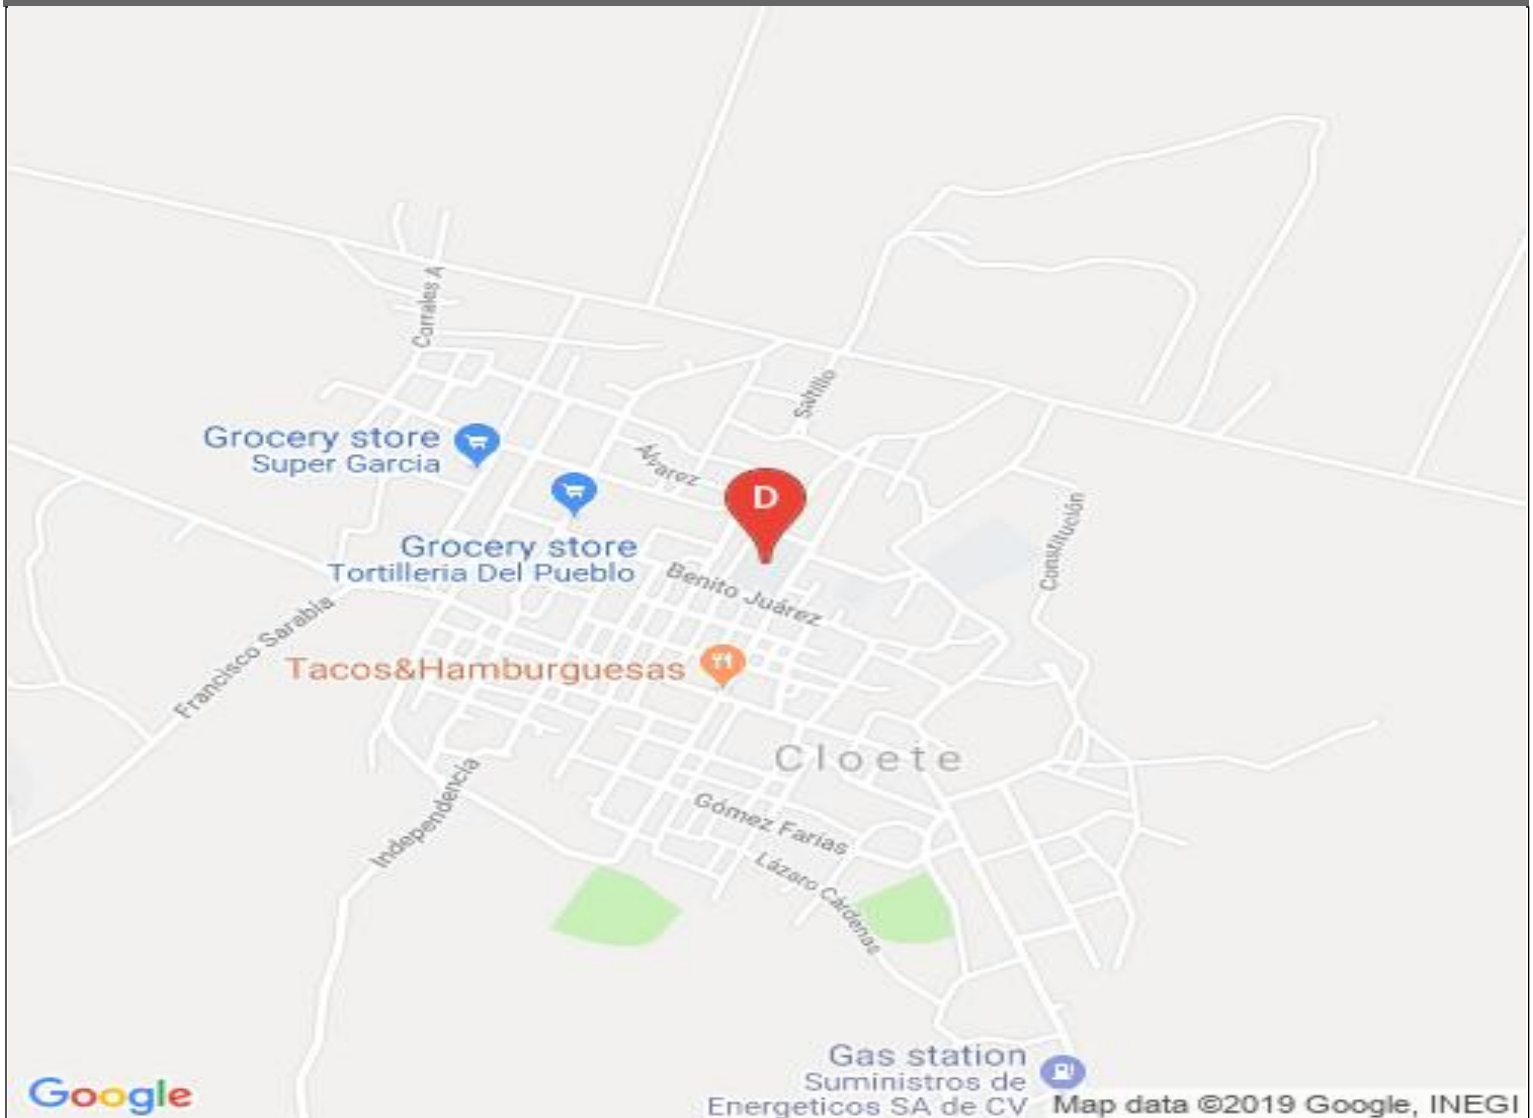 Corrales A
Saltillo
Grocery store
Super Garcia
Álvarez
D
Constitución
Grocery store
Tortilleria Del Pueblo
Benito Juárez
Francisco Sarabia
Tacos&Hamburguesas
Cloete
Independencia
Gómez Farías
Lázaro Cárdenas
Gas station
Suministros de
Energeticos SA de CV
Google
Map data ©2019 Google, INEGI